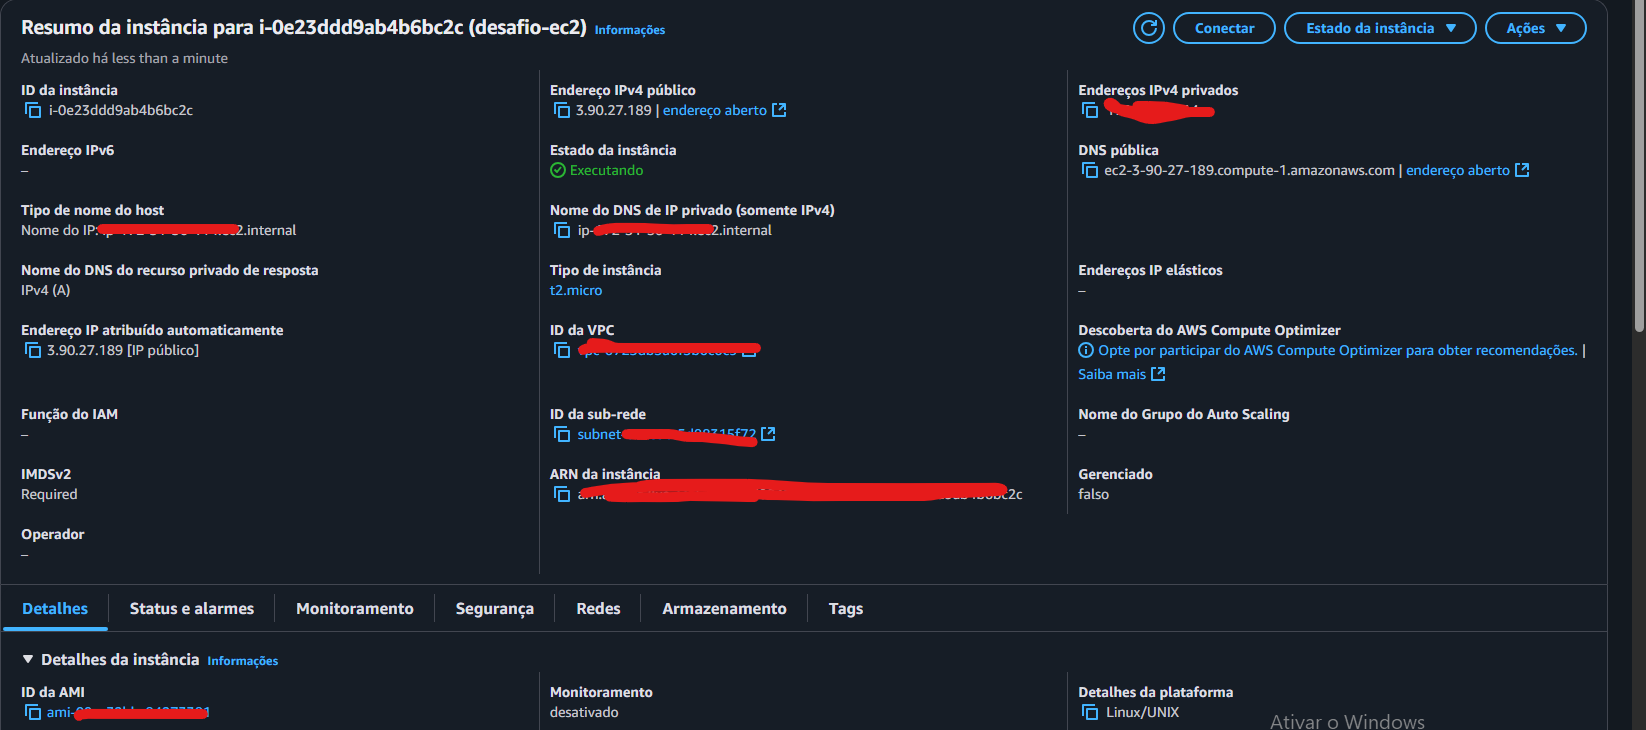 Resumo da instância para i-0e23ddd9ab4b6bc2c (desafio-ec2) Informações
Conectar
Estado da instância
Ações
Atualizado há less than a minute
ID da instância
i-0e23ddd9ab4b6bc2c
Endereço IPv4 público
3.90.27.189 | endereço aberto
Endereços IPv4 privados
Endereço IPv6
–
Estado da instância
Executando
DNS pública
ec2-3-90-27-189.compute-1.amazonaws.com | endereço aberto
Tipo de nome do host
Nome do IP: 2.internal
Nome do DNS de IP privado (somente IPv4)
ip- 2.internal
Nome do DNS do recurso privado de resposta
IPv4 (A)
Tipo de instância
t2.micro
Endereços IP elásticos
–
Endereço IP atribuído automaticamente
3.90.27.189 [IP público]
ID da VPC
Descoberta do AWS Compute Optimizer
Opte por participar do AWS Compute Optimizer para obter recomendações. |
Saiba mais
Função do IAM
–
ID da sub-rede
subnet-
Nome do Grupo do Auto Scaling
–
IMDSv2
Required
ARN da instância
bc2c
Gerenciado
falso
Operador
–
Detalhes
Status e alarmes
Monitoramento
Segurança
Redes
Armazenamento
Tags
Detalhes da instância Informações
ID da AMI
ami-
Monitoramento
desativado
Detalhes da plataforma
Linux/UNIX
Ativar o Windows